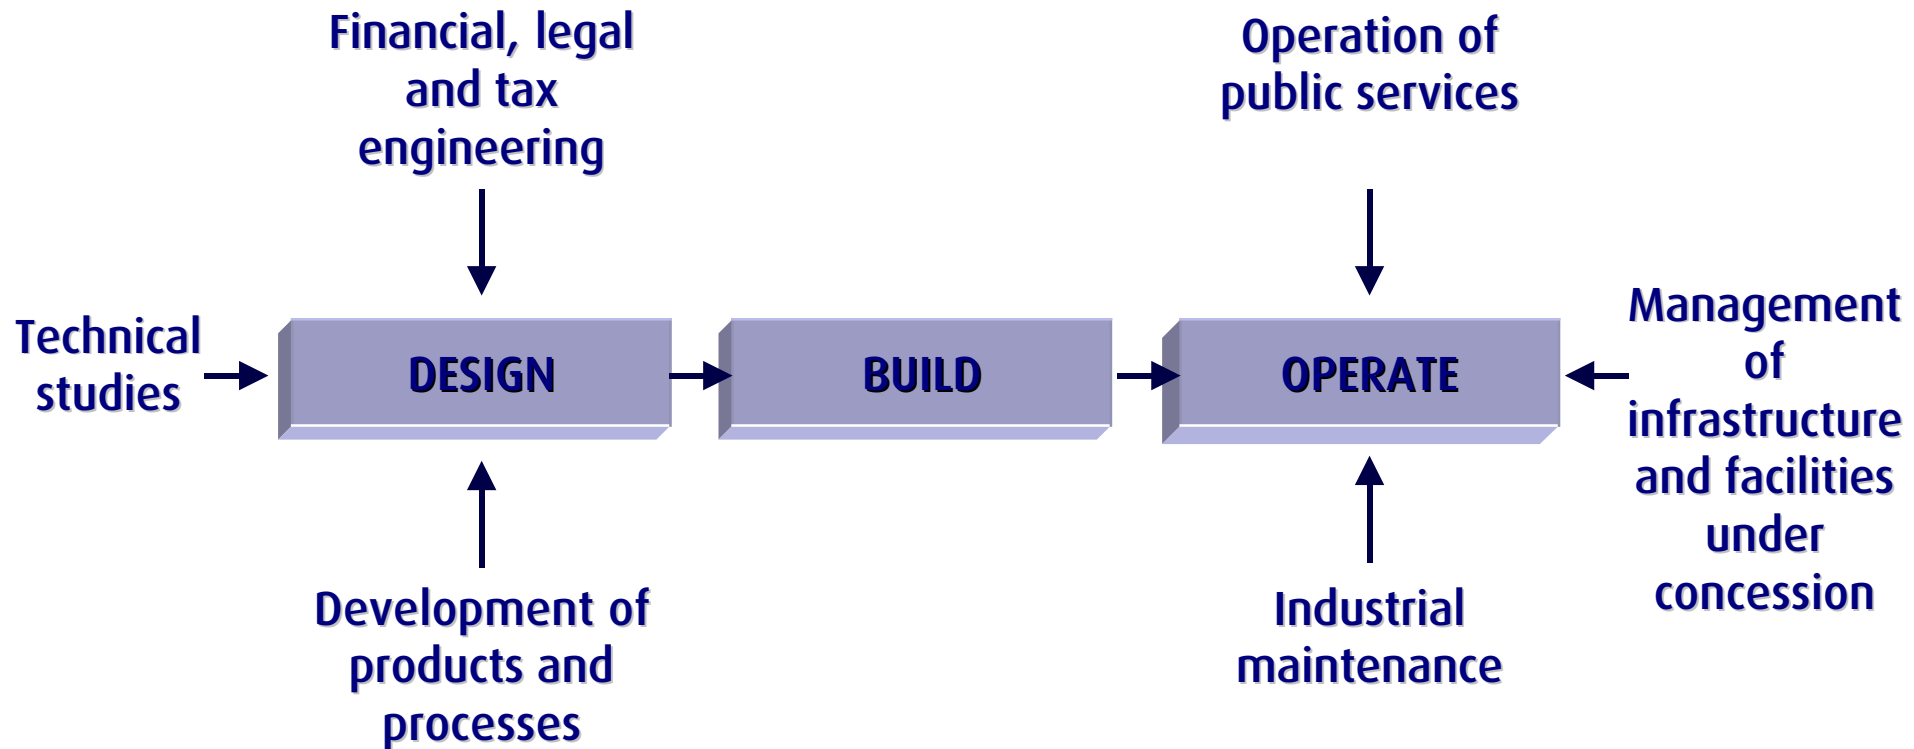 Financial, legal
and tax
engineering
Operation of
public services
Technical
studies
DESIGN
BUILD
OPERATE
Management
of
infrastructure
and facilities
under
concession
Development of
products and
processes
Industrial
maintenance